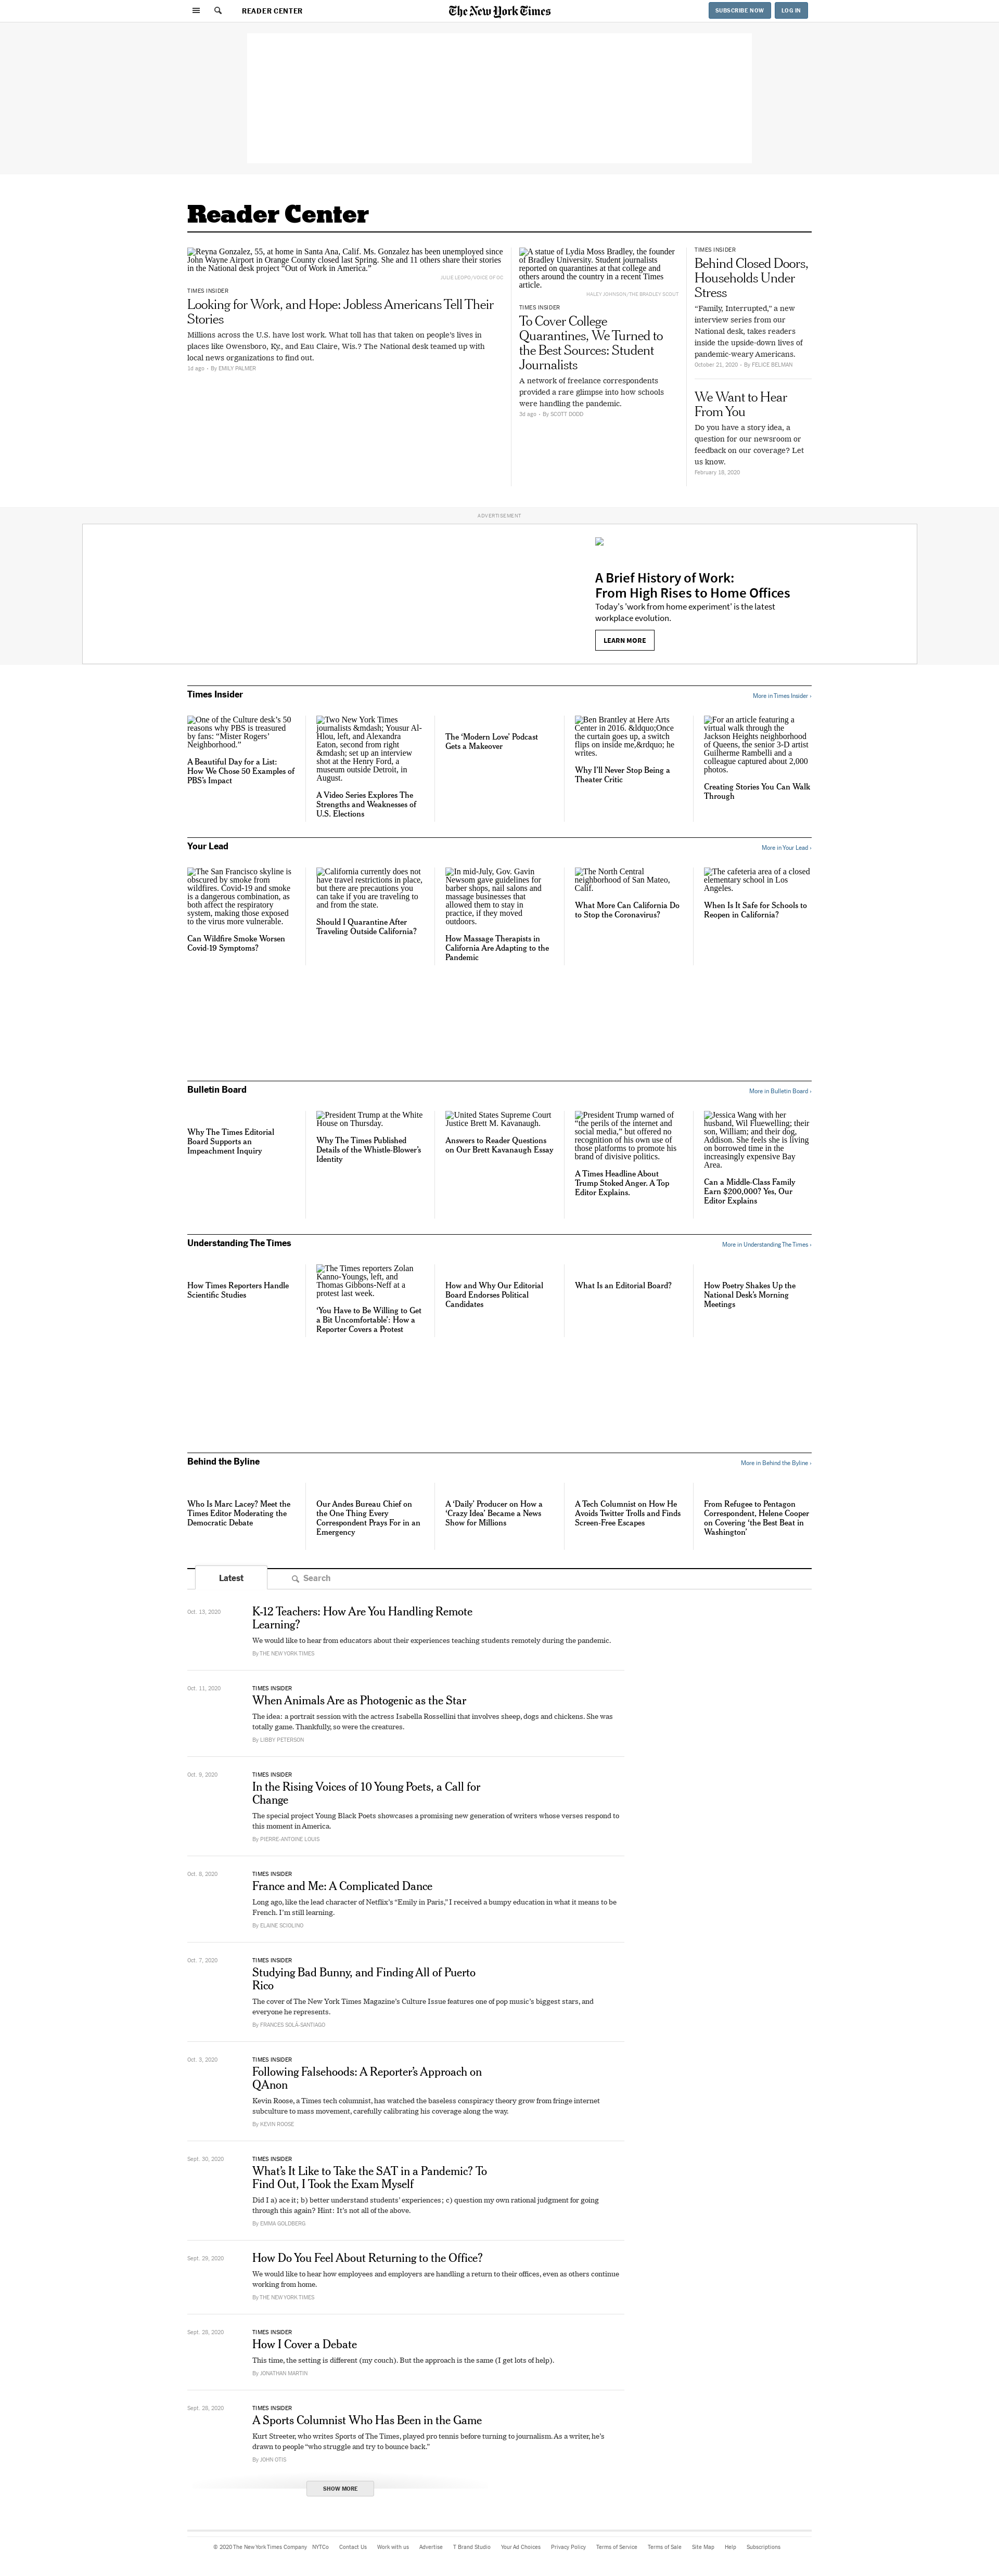 READER CENTER
The New York Times
SUBSCRIBE NOW
LOG IN
Reader Center
Reyna Gonzalez, 55, at home in Santa Ana, Calif. Ms. Gonzalez has been unemployed since
John Wayne Airport in Orange County closed last Spring. She and 11 others share their stories
in the National desk project “Out of Work in America.”
JULIE LEOPO/VOICE OF OC
TIMES INSIDER
Looking for Work, and Hope: Jobless Americans Tell Their
Stories
Millions across the U.S. have lost work. What toll has that taken on people’s lives in
places like Owensboro, Ky., and Eau Claire, Wis.? The National desk teamed up with
local news organizations to find out.
1d ago · By EMILY PALMER
A statue of Lydia Moss Bradley, the founder
of Bradley University. Student journalists
reported on quarantines at that college and
others around the country in a recent Times
article.
HALEY JOHNSON/THE BRADLEY SCOUT
TIMES INSIDER
To Cover College
Quarantines, We Turned to
the Best Sources: Student
Journalists
A network of freelance correspondents
provided a rare glimpse into how schools
were handling the pandemic.
3d ago · By SCOTT DODD
TIMES INSIDER
Behind Closed Doors,
Households Under
Stress
“Family, Interrupted,” a new
interview series from our
National desk, takes readers
inside the upside-down lives of
pandemic-weary Americans.
October 21, 2020 · By FELICE BELMAN
We Want to Hear
From You
Do you have a story idea, a
question for our newsroom or
feedback on our coverage? Let
us know.
February 18, 2020
ADVERTISEMENT
A Brief History of Work:
From High Rises to Home Offices
Today's 'work from home experiment' is the latest
workplace evolution.
LEARN MORE
Times Insider
More in Times Insider ›
One of the Culture desk’s 50
reasons why PBS is treasured
by fans: “Mister Rogers’
Neighborhood.”
A Beautiful Day for a List:
How We Chose 50 Examples of
PBS’s Impact
Two New York Times
journalists &mdash; Yousur Al-
Hlou, left, and Alexandra
Eaton, second from right
&mdash; set up an interview
shot at the Henry Ford, a
museum outside Detroit, in
August.
A Video Series Explores The
Strengths and Weaknesses of
U.S. Elections
The ‘Modern Love’ Podcast
Gets a Makeover
Ben Brantley at Here Arts
Center in 2016. &ldquo;Once
the curtain goes up, a switch
flips on inside me,&rdquo; he
writes.
Why I’ll Never Stop Being a
Theater Critic
For an article featuring a
virtual walk through the
Jackson Heights neighborhood
of Queens, the senior 3-D artist
Guilherme Rambelli and a
colleague captured about 2,000
photos.
Creating Stories You Can Walk
Through
Your Lead
More in Your Lead ›
The San Francisco skyline is
obscured by smoke from
wildfires. Covid-19 and smoke
is a dangerous combination, as
both affect the respiratory
system, making those exposed
to the virus more vulnerable.
Can Wildfire Smoke Worsen
Covid-19 Symptoms?
California currently does not
have travel restrictions in place,
but there are precautions you
can take if you are traveling to
and from the state.
Should I Quarantine After
Traveling Outside California?
In mid-July, Gov. Gavin
Newsom gave guidelines for
barber shops, nail salons and
massage businesses that
allowed them to stay in
practice, if they moved
outdoors.
How Massage Therapists in
California Are Adapting to the
Pandemic
The North Central
neighborhood of San Mateo,
Calif.
What More Can California Do
to Stop the Coronavirus?
The cafeteria area of a closed
elementary school in Los
Angeles.
When Is It Safe for Schools to
Reopen in California?
Bulletin Board
More in Bulletin Board ›
Why The Times Editorial
Board Supports an
Impeachment Inquiry
President Trump at the White
House on Thursday.
Why The Times Published
Details of the Whistle-Blower’s
Identity
United States Supreme Court
Justice Brett M. Kavanaugh.
Answers to Reader Questions
on Our Brett Kavanaugh Essay
President Trump warned of
“the perils of the internet and
social media,” but offered no
recognition of his own use of
those platforms to promote his
brand of divisive politics.
A Times Headline About
Trump Stoked Anger. A Top
Editor Explains.
Jessica Wang with her
husband, Wil Fluewelling; their
son, William; and their dog,
Addison. She feels she is living
on borrowed time in the
increasingly expensive Bay
Area.
Can a Middle-Class Family
Earn $200,000? Yes, Our
Editor Explains
Understanding The Times
More in Understanding The Times ›
How Times Reporters Handle
Scientific Studies
The Times reporters Zolan
Kanno-Youngs, left, and
Thomas Gibbons-Neff at a
protest last week.
‘You Have to Be Willing to Get
a Bit Uncomfortable’: How a
Reporter Covers a Protest
How and Why Our Editorial
Board Endorses Political
Candidates
What Is an Editorial Board?
How Poetry Shakes Up the
National Desk’s Morning
Meetings
Behind the Byline
More in Behind the Byline ›
Who Is Marc Lacey? Meet the
Times Editor Moderating the
Democratic Debate
Our Andes Bureau Chief on
the One Thing Every
Correspondent Prays For in an
Emergency
A ‘Daily’ Producer on How a
‘Crazy Idea’ Became a News
Show for Millions
A Tech Columnist on How He
Avoids Twitter Trolls and Finds
Screen-Free Escapes
From Refugee to Pentagon
Correspondent, Helene Cooper
on Covering ‘the Best Beat in
Washington’
Latest
Search
Oct. 13, 2020
K-12 Teachers: How Are You Handling Remote
Learning?
We would like to hear from educators about their experiences teaching students remotely during the pandemic.
By THE NEW YORK TIMES
Oct. 11, 2020
TIMES INSIDER
When Animals Are as Photogenic as the Star
The idea: a portrait session with the actress Isabella Rossellini that involves sheep, dogs and chickens. She was
totally game. Thankfully, so were the creatures.
By LIBBY PETERSON
Oct. 9, 2020
TIMES INSIDER
In the Rising Voices of 10 Young Poets, a Call for
Change
The special project Young Black Poets showcases a promising new generation of writers whose verses respond to
this moment in America.
By PIERRE-ANTOINE LOUIS
Oct. 8, 2020
TIMES INSIDER
France and Me: A Complicated Dance
Long ago, like the lead character of Netflix’s “Emily in Paris,” I received a bumpy education in what it means to be
French. I’m still learning.
By ELAINE SCIOLINO
Oct. 7, 2020
TIMES INSIDER
Studying Bad Bunny, and Finding All of Puerto
Rico
The cover of The New York Times Magazine’s Culture Issue features one of pop music’s biggest stars, and
everyone he represents.
By FRANCES SOLÁ-SANTIAGO
Oct. 3, 2020
TIMES INSIDER
Following Falsehoods: A Reporter’s Approach on
QAnon
Kevin Roose, a Times tech columnist, has watched the baseless conspiracy theory grow from fringe internet
subculture to mass movement, carefully calibrating his coverage along the way.
By KEVIN ROOSE
Sept. 30, 2020
TIMES INSIDER
What’s It Like to Take the SAT in a Pandemic? To
Find Out, I Took the Exam Myself
Did I a) ace it; b) better understand students’ experiences; c) question my own rational judgment for going
through this again? Hint: It’s not all of the above.
By EMMA GOLDBERG
Sept. 29, 2020
How Do You Feel About Returning to the Office?
We would like to hear how employees and employers are handling a return to their offices, even as others continue
working from home.
By THE NEW YORK TIMES
Sept. 28, 2020
TIMES INSIDER
How I Cover a Debate
This time, the setting is different (my couch). But the approach is the same (I get lots of help).
By JONATHAN MARTIN
Sept. 28, 2020
TIMES INSIDER
A Sports Columnist Who Has Been in the Game
Kurt Streeter, who writes Sports of The Times, played pro tennis before turning to journalism. As a writer, he’s
drawn to people “who struggle and try to bounce back.”
By JOHN OTIS
SHOW MORE
© 2020 The New York Times Company NYTCo Contact Us Work with us Advertise T Brand Studio Your Ad Choices Privacy Policy Terms of Service Terms of Sale Site Map Help Subscriptions